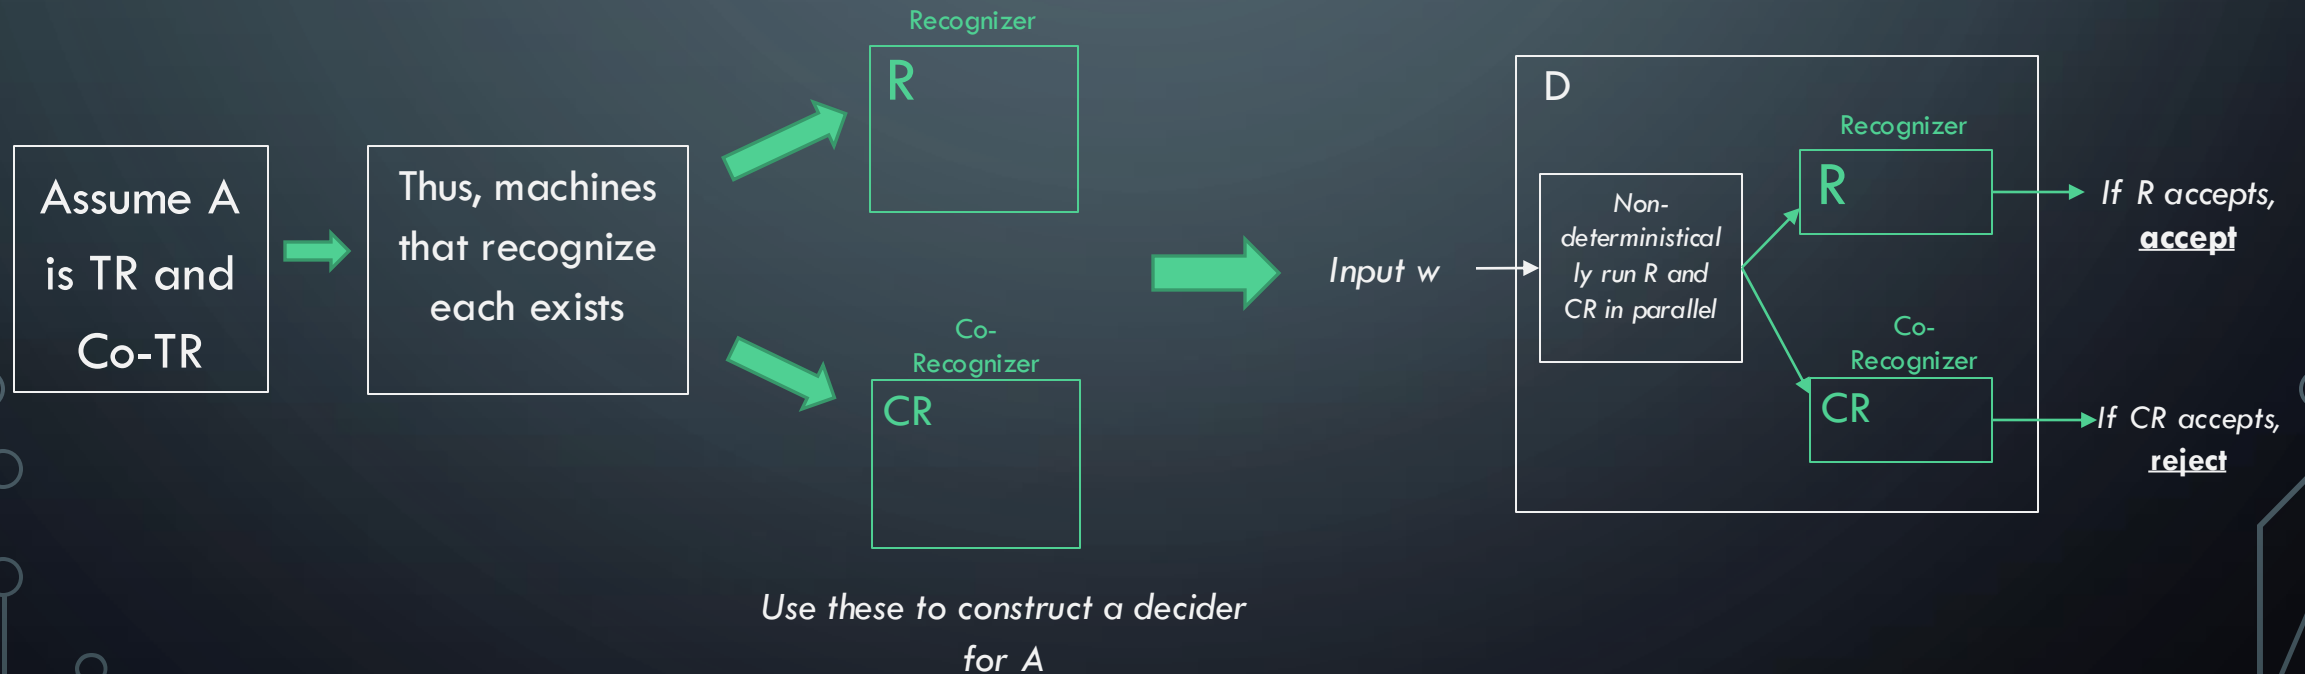 Assume A
is TR and
Co-TR
Thus, machines
that recognize
each exists
Recognizer
R
Co-
Recognizer
CR
Use these to construct a decider
for A
Input w
D
Non-
deterministical
ly run R and
CR in parallel
Recognizer
R
Co-
Recognizer
CR
If R accepts,
accept
If CR accepts,
reject